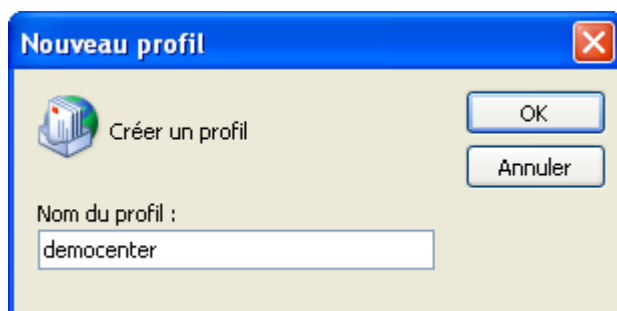 Nouveau profil
Créer un profil
OK
Annuler
Nom du profil :
democenter